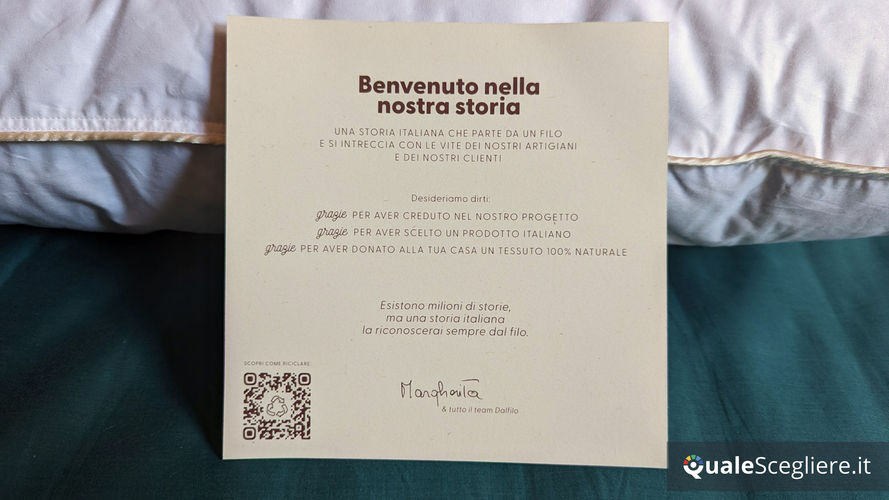 Benvenuto nella
nostra storia
UNA STORIA ITALIANA CHE PARTE DA UN FILO
E SI INTRECCIA CON LE VITE DEI NOSTRI ARTIGIANI
E DEI NOSTRI CLIENTI
Desideriamo dirti:
grazie PER AVER CREDUTO NEL NOSTRO PROGETTO
grazie PER AVER SCELTO UN PRODOTTO ITALIANO
grazie PER AVER DONATO ALLA TUA CASA UN TESSUTO 100% NATURALE
Esistono milioni di storie,
ma una storia italiana
la riconoscerai sempre dal filo.
SCOPRI COME RICICLARE:
Margherita
& tutto il team Dalfilo
QualeScegliere.it